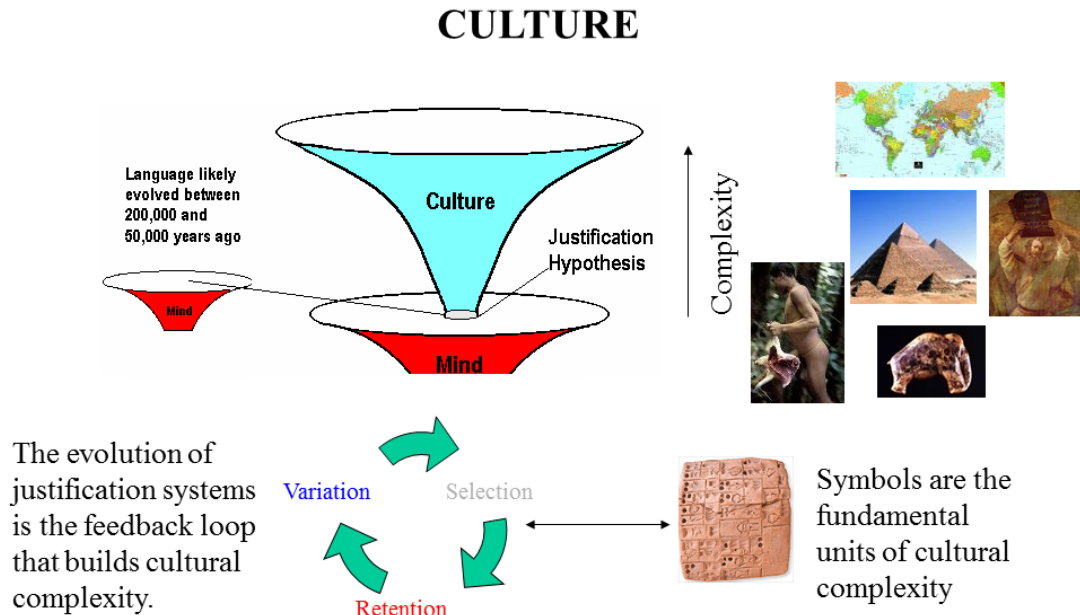 CULTURE
Language likely
evolved between
200,000 and
50,000 years ago
Mind
Culture
Justification
Hypothesis
Mind
Complexity
The evolution of
justification systems
is the feedback loop
that builds cultural
complexity.
Variation
Selection
Retention
Symbols are the
fundamental
units of cultural
complexity